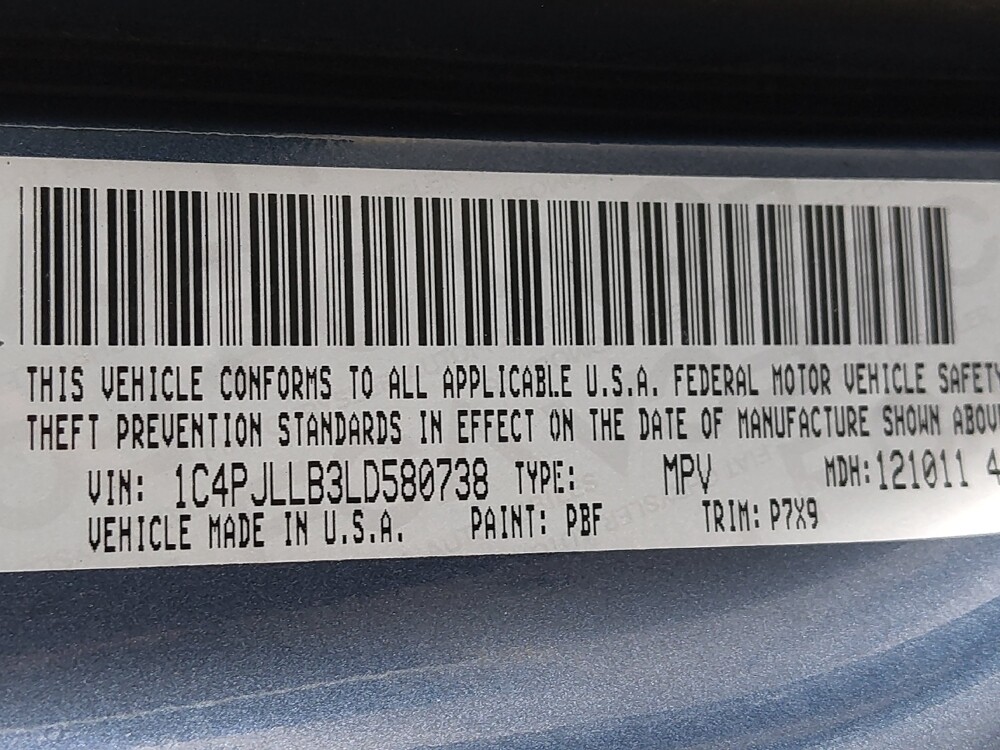 THIS VEHICLE CONFORMS TO ALL APPLICABLE U.S.A. FEDERAL MOTOR VEHICLE SAFETY
THEFT PREVENTION STANDARDS IN EFFECT ON THE DATE OF MANUFACTURE SHOWN
VIN: 1C4PJLLB3LD580738 TYPE: MPV MDH: 121011 4
VEHICLE MADE IN U.S.A. PAINT: PBF TRIM: P7X9